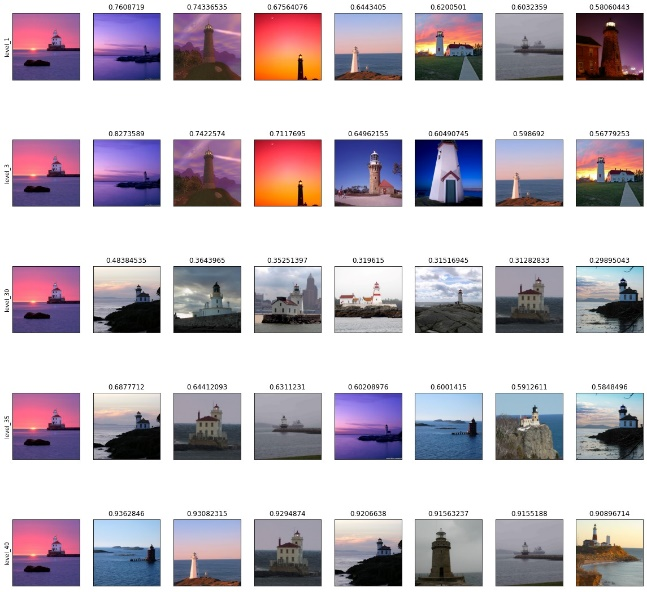 level_1
0.7608719 0.74336535 0.67564076 0.6443405 0.6200501 0.6032359 0.58060443
level_3
0.8273589 0.7422574 0.7117695 0.64962155 0.60490745 0.598692 0.56779253
level_30
0.48384535 0.3643965 0.35251397 0.319615 0.31516945 0.31282833 0.29895043
level_35
0.6877712 0.64412093 0.6311231 0.60208976 0.6001415 0.5912611 0.5848496
level_40
0.9362846 0.93082315 0.9294874 0.9206638 0.91563237 0.9155188 0.90896714